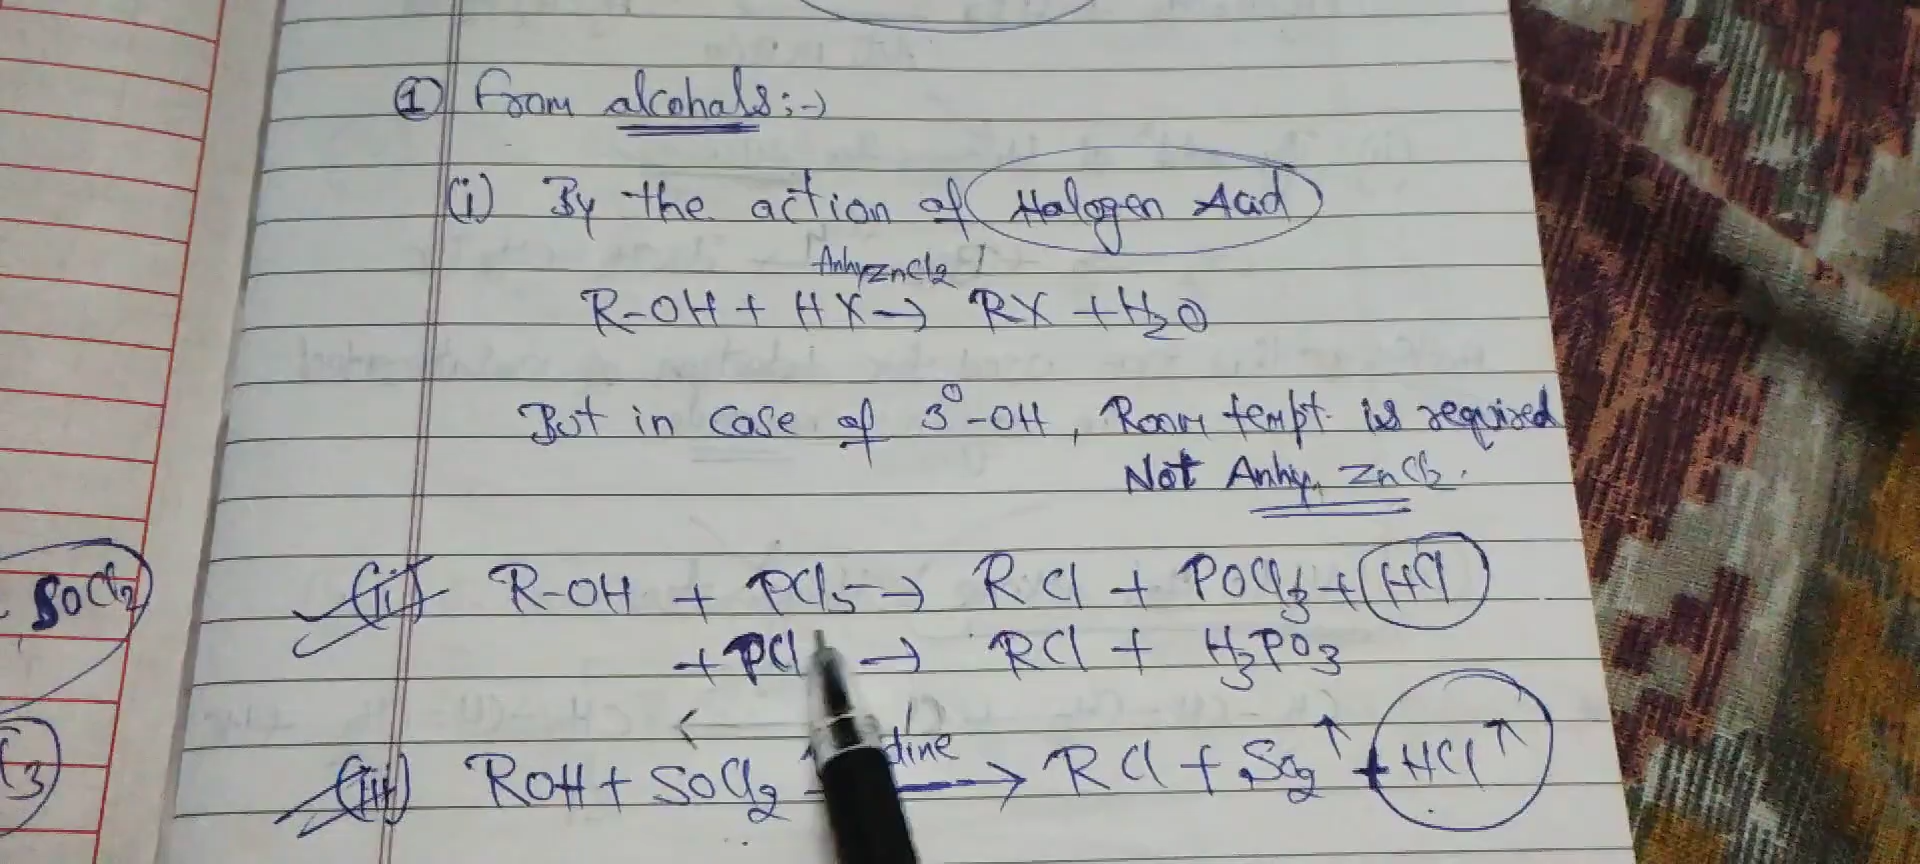 ① From alcohals :-)
(i) By the action of Halogen Acid
Anhy ZnCl2
R-OH + HX → RX + H2O
But in case of 3°-OH, Room tempt. is required
Not Anhy. ZnCl2.
(ii) R-OH + PCl5 → RCl + POCl3 + HCl
+ PCl → RCl + H3PO3
(iii) ROH + SOCl2 → RCl + SO2↑ + HCl↑
dine
SOCl2
3